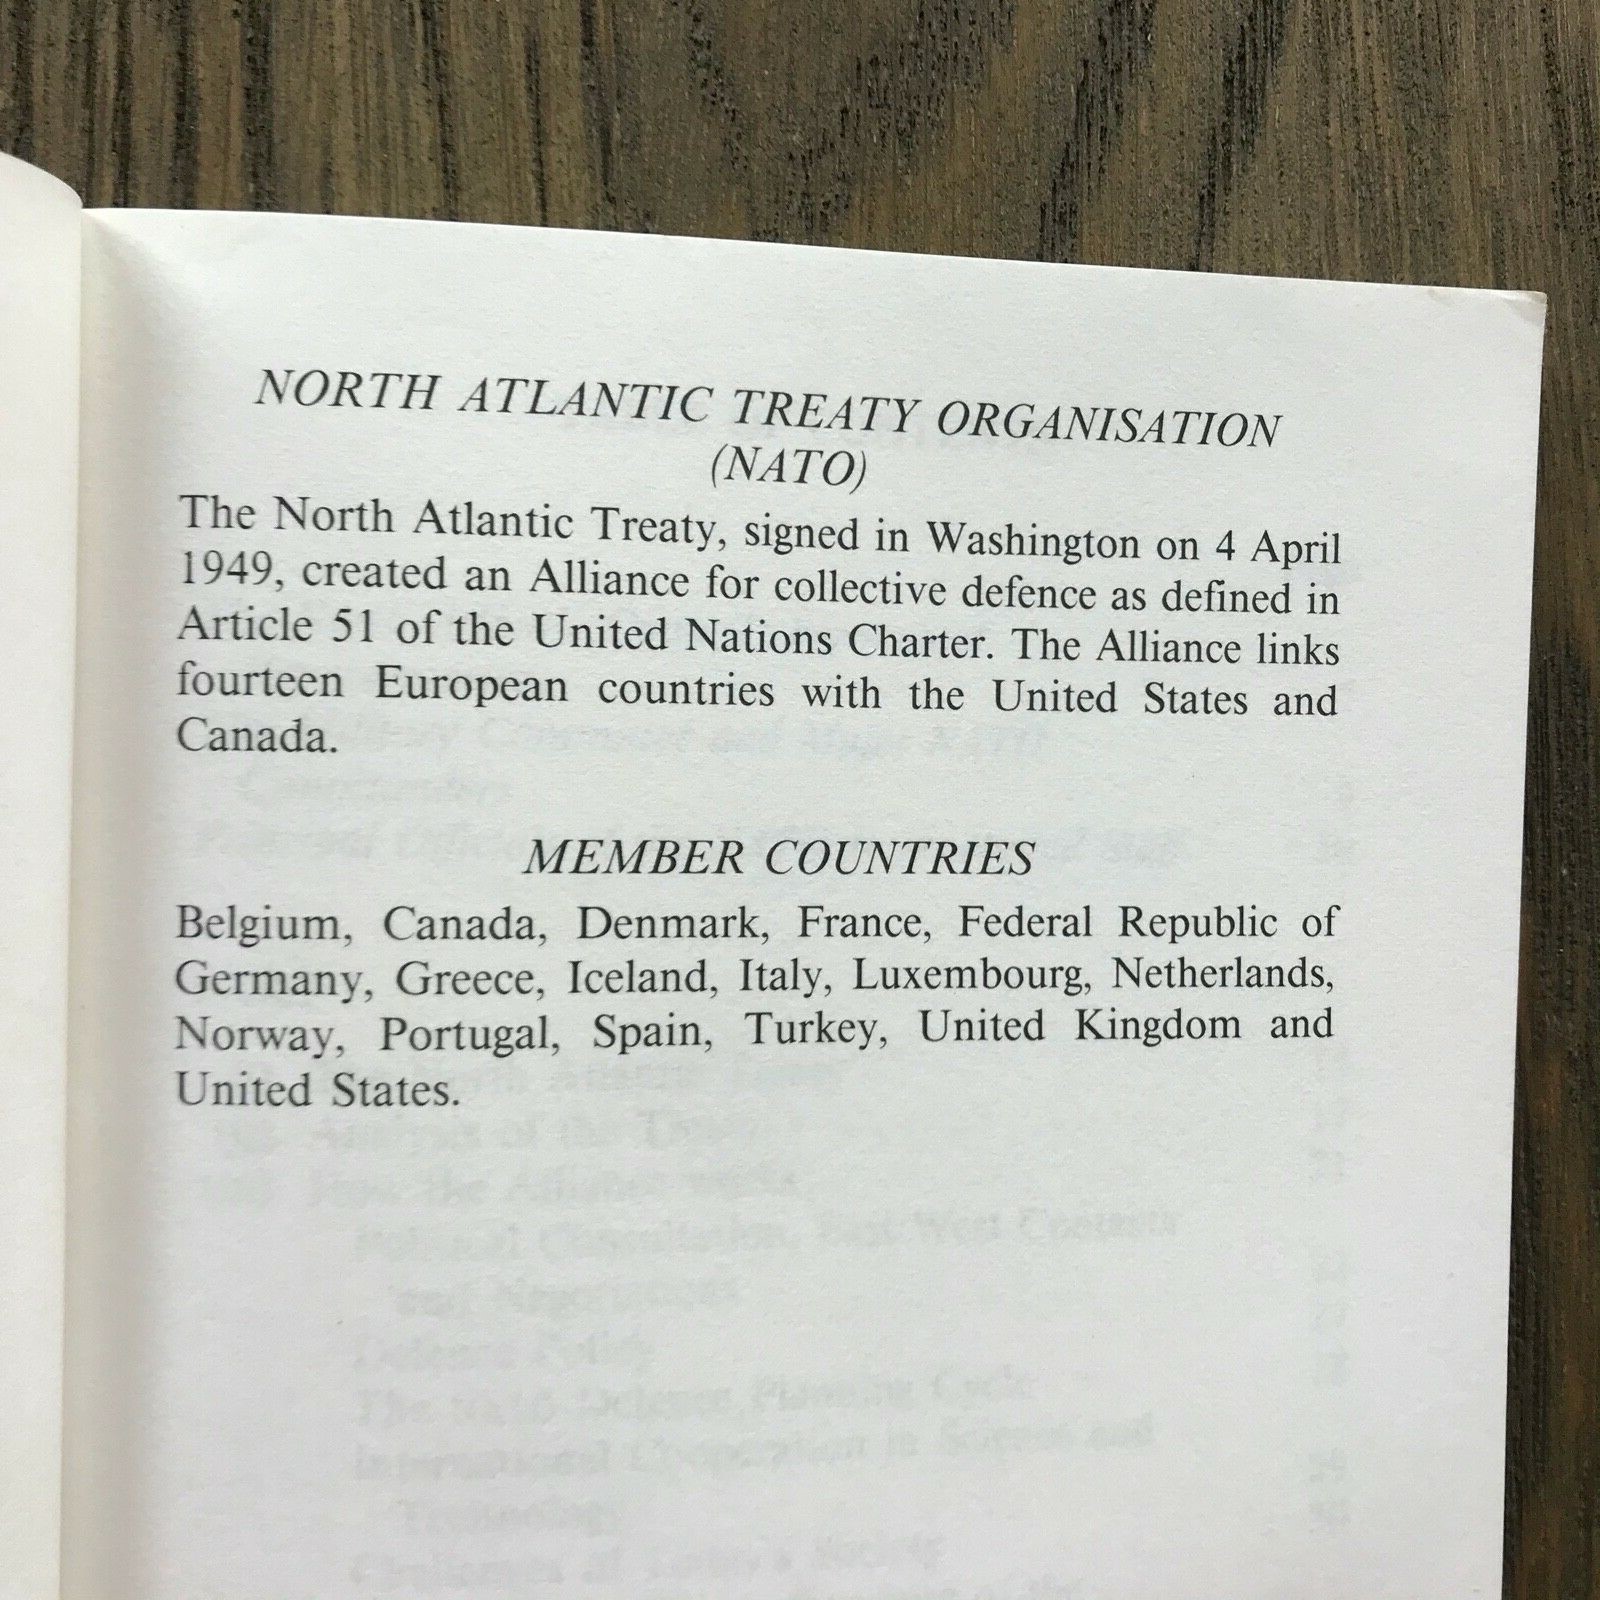 NORTH ATLANTIC TREATY ORGANISATION
(NATO)
The North Atlantic Treaty, signed in Washington on 4 April
1949, created an Alliance for collective defence as defined in
Article 51 of the United Nations Charter. The Alliance links
fourteen European countries with the United States and
Canada.
MEMBER COUNTRIES
Belgium, Canada, Denmark, France, Federal Republic of
Germany, Greece, Iceland, Italy, Luxembourg, Netherlands,
Norway, Portugal, Spain, Turkey, United Kingdom and
United States.